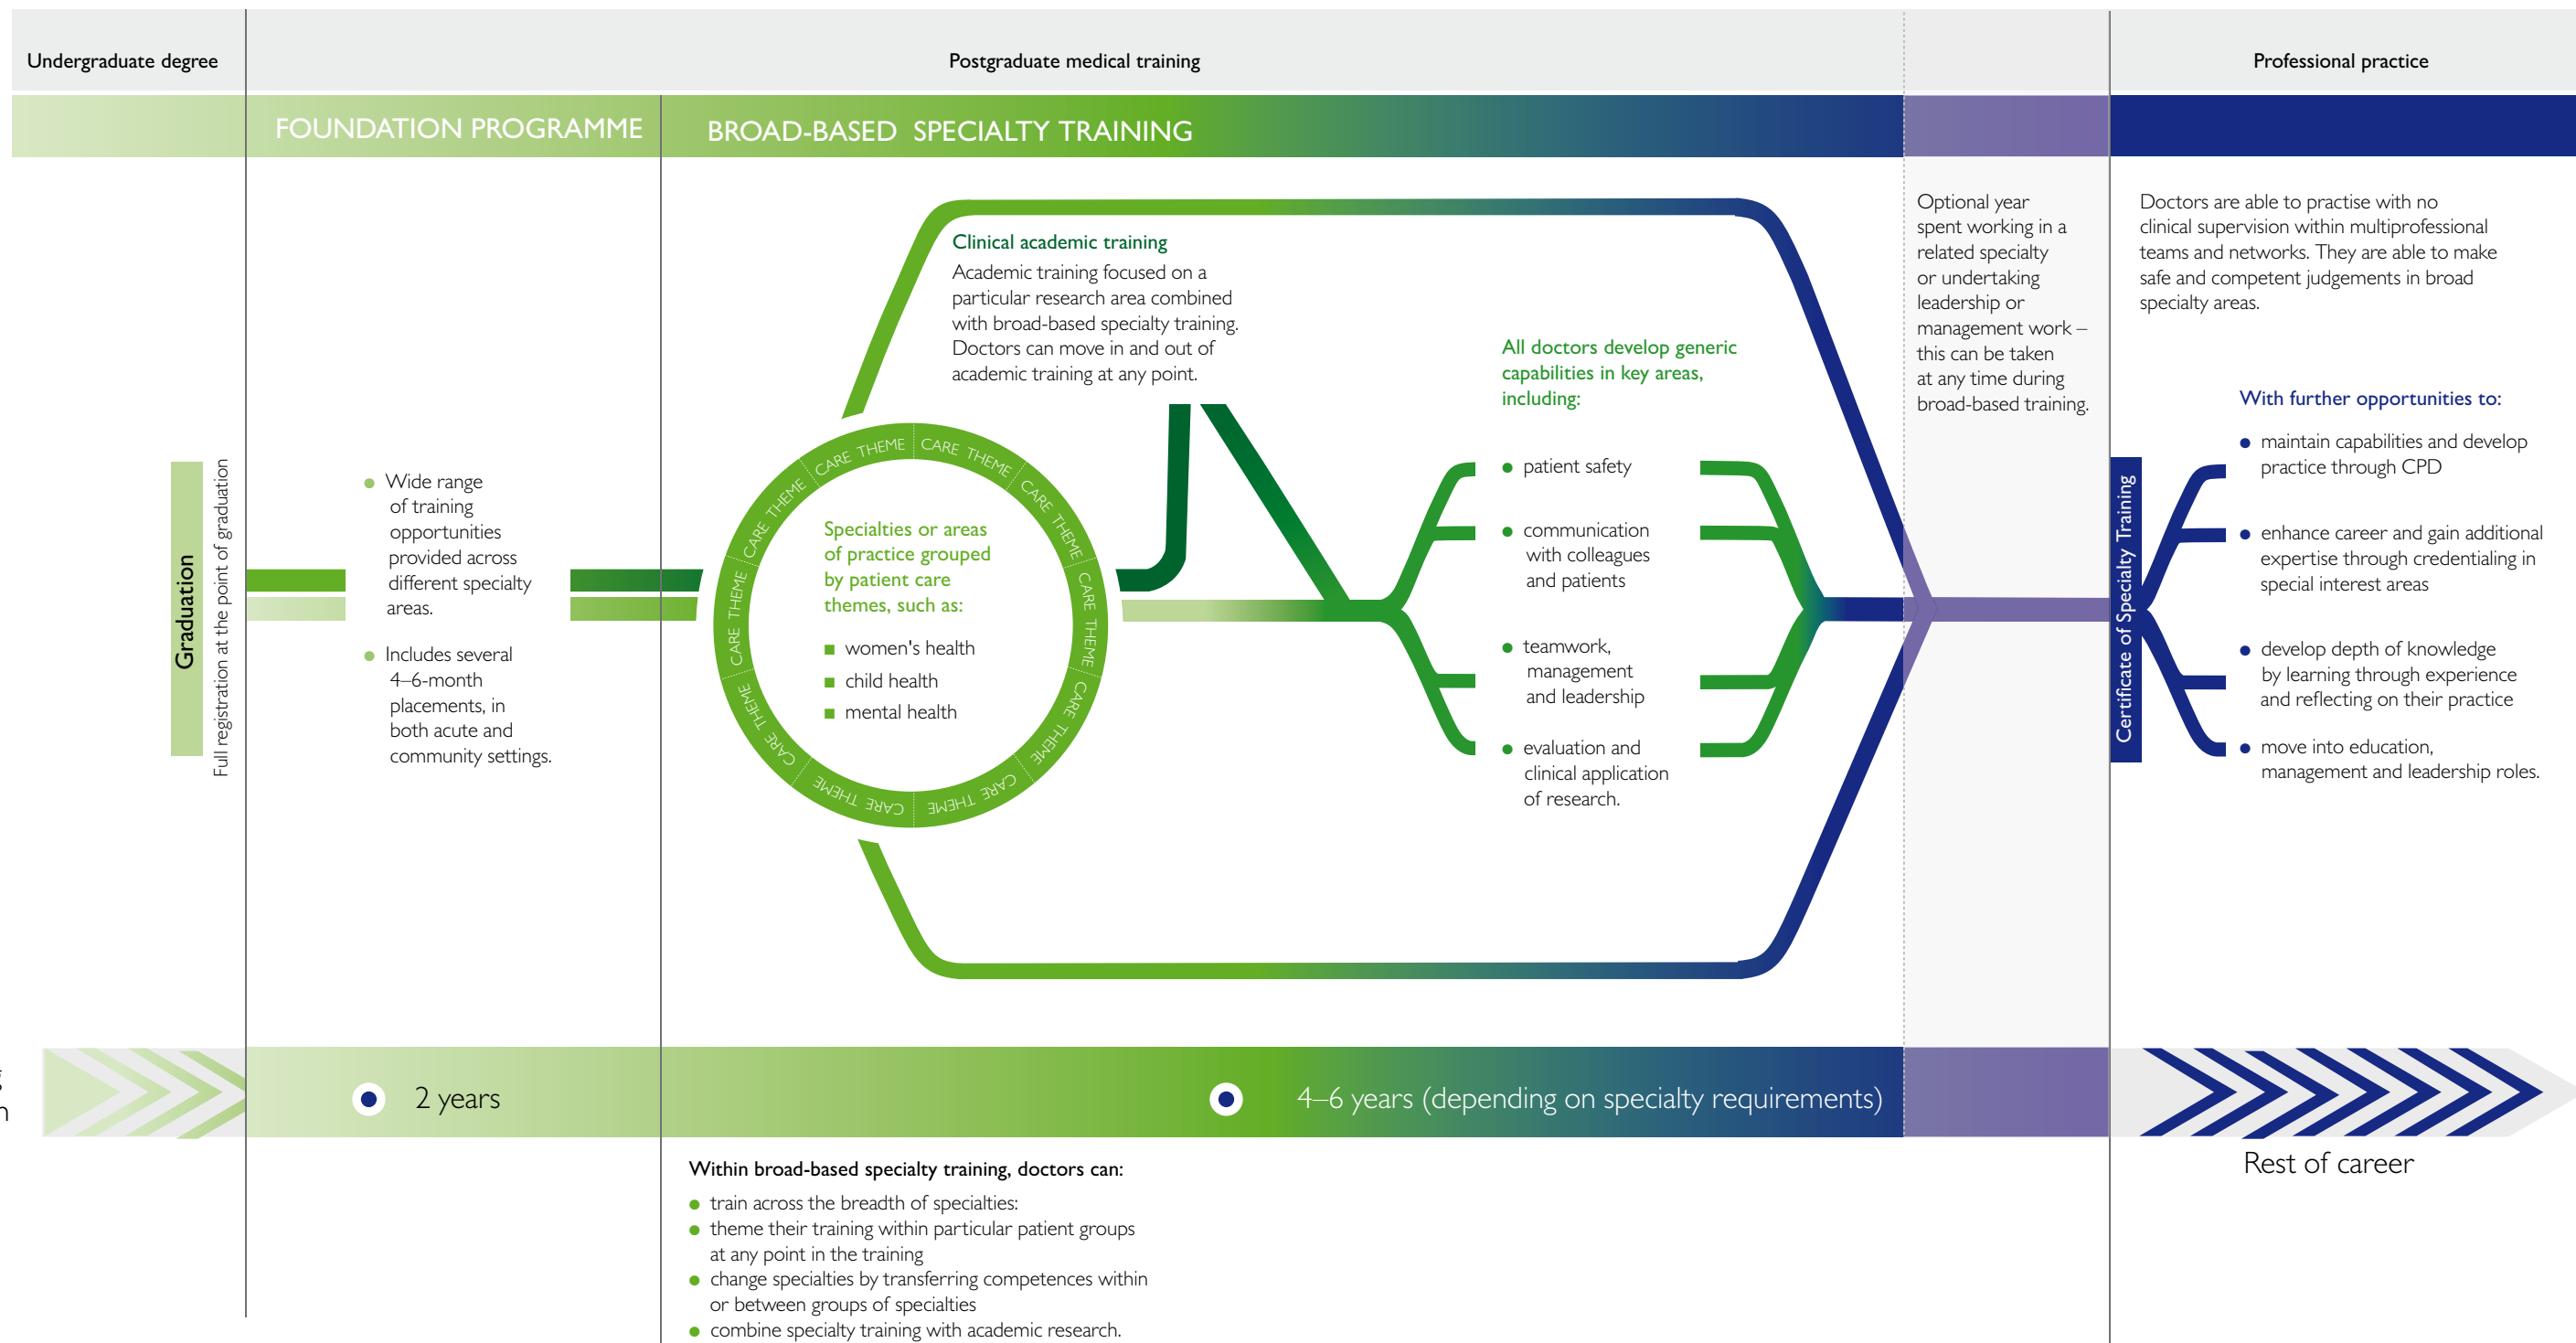 Undergraduate degree
Postgraduate medical training
Professional practice
FOUNDATION PROGRAMME
BROAD-BASED SPECIALTY TRAINING
Graduation
Full registration at the point of graduation
Wide range
of training
opportunities
provided across
different specialty
areas.
Includes several
4–6-month
placements, in
both acute and
community settings.
CARE THEME
CARE THEME
CARE THEME
CARE THEME
CARE THEME
CARE THEME
CARE THEME
CARE THEME
CARE THEME
CARE THEME
Specialties or areas
of practice grouped
by patient care
themes, such as:
women's health
child health
mental health
Clinical academic training
Academic training focused on a
particular research area combined
with broad-based specialty training.
Doctors can move in and out of
academic training at any point.
All doctors develop generic
capabilities in key areas,
including:
patient safety
communication
with colleagues
and patients
teamwork,
management
and leadership
evaluation and
clinical application
of research.
Optional year
spent working in a
related specialty
or undertaking
leadership or
management work –
this can be taken
at any time during
broad-based training.
Certificate of Specialty Training
Doctors are able to practise with no
clinical supervision within multiprofessional
teams and networks. They are able to make
safe and competent judgements in broad
specialty areas.
With further opportunities to:
maintain capabilities and develop
practice through CPD
enhance career and gain additional
expertise through credentialing in
special interest areas
develop depth of knowledge
by learning through experience
and reflecting on their practice
move into education,
management and leadership roles.
2 years
4–6 years (depending on specialty requirements)
Rest of career
Within broad-based specialty training, doctors can:
train across the breadth of specialties:
theme their training within particular patient groups
at any point in the training
change specialties by transferring competences within
or between groups of specialties
combine specialty training with academic research.